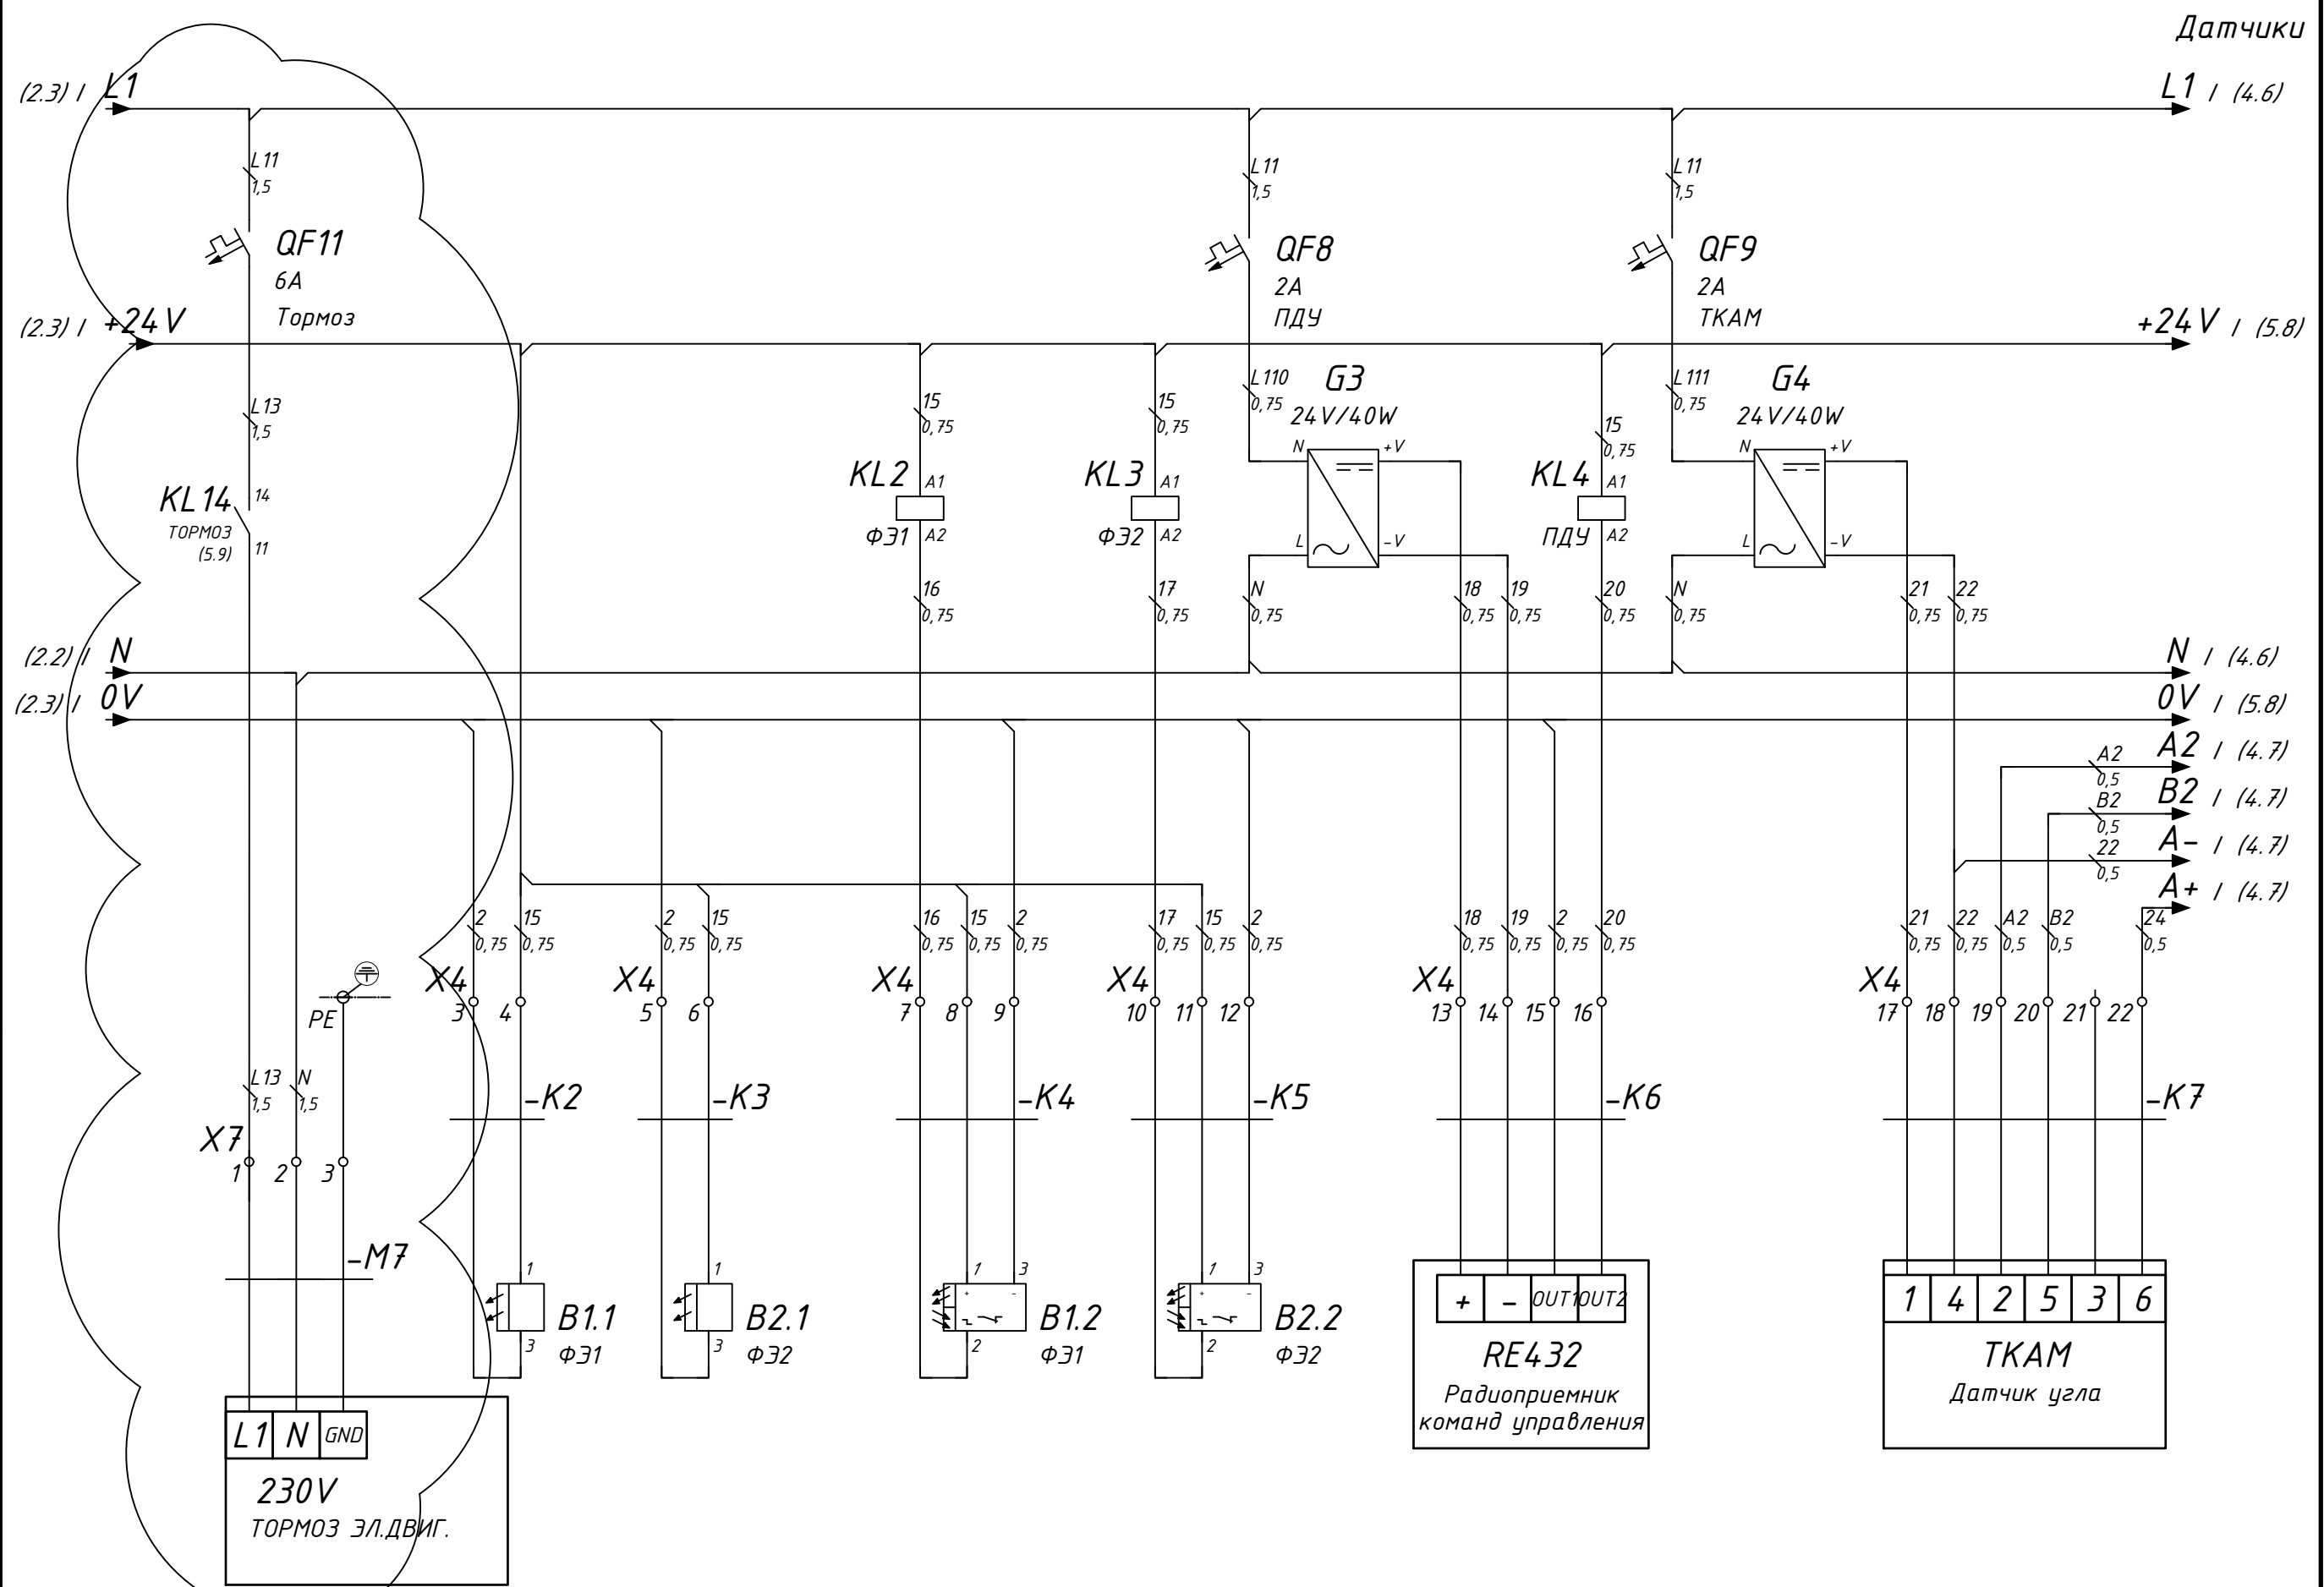 Датчики
(2.3) / L1
L1 / (4.6)
L11
1,5
L11
1,5
L11
1,5
QF11
6A
Тормоз
QF8
2A
ПДУ
QF9
2A
ТКАМ
(2.3) / +24V
+24V / (5.8)
L13
1,5
15
0,75
15
0,75
L110
0,75
G3
24V/40W
15
0,75
L111
0,75
G4
24V/40W
N
+V
L
-V
N
+V
L
-V
KL14
ТОРМОЗ
(5.9)
14
11
KL2
ФЭ1
A1
A2
KL3
ФЭ2
A1
A2
KL4
ПДУ
A1
A2
16
0,75
17
0,75
N
0,75
18
0,75
19
0,75
20
0,75
N
0,75
21
0,75
22
0,75
(2.2) / N
N / (4.6)
(2.3) / 0V
0V / (5.8)
A2
0,5
A2 / (4.7)
B2
0,5
B2 / (4.7)
22
0,5
A- / (4.7)
A+ / (4.7)
2
0,75
15
0,75
2
0,75
15
0,75
16
0,75
15
0,75
2
0,75
17
0,75
15
0,75
2
0,75
18
0,75
19
0,75
2
0,75
20
0,75
21
0,75
22
0,75
A2
0,5
B2
0,5
24
0,5
PE
X4
3 4
X4
5 6
X4
7 8 9
X4
10 11 12
X4
13 14 15 16
X4
17 18 19 20 21 22
L13
1,5
N
1,5
-K2
-K3
-K4
-K5
-K6
-K7
X7
1 2 3
-M7
1
3
B1.1
ФЭ1
1
3
B2.1
ФЭ2
1 3
+ -
2
B1.2
ФЭ1
1 3
+ -
2
B2.2
ФЭ2
+ - OUT1 OUT2
RE432
Радиоприемник
команд управления
1 4 2 5 3 6
ТКАМ
Датчик угла
L1 N GND
230V
ТОРМОЗ ЭЛ.ДВИГ.